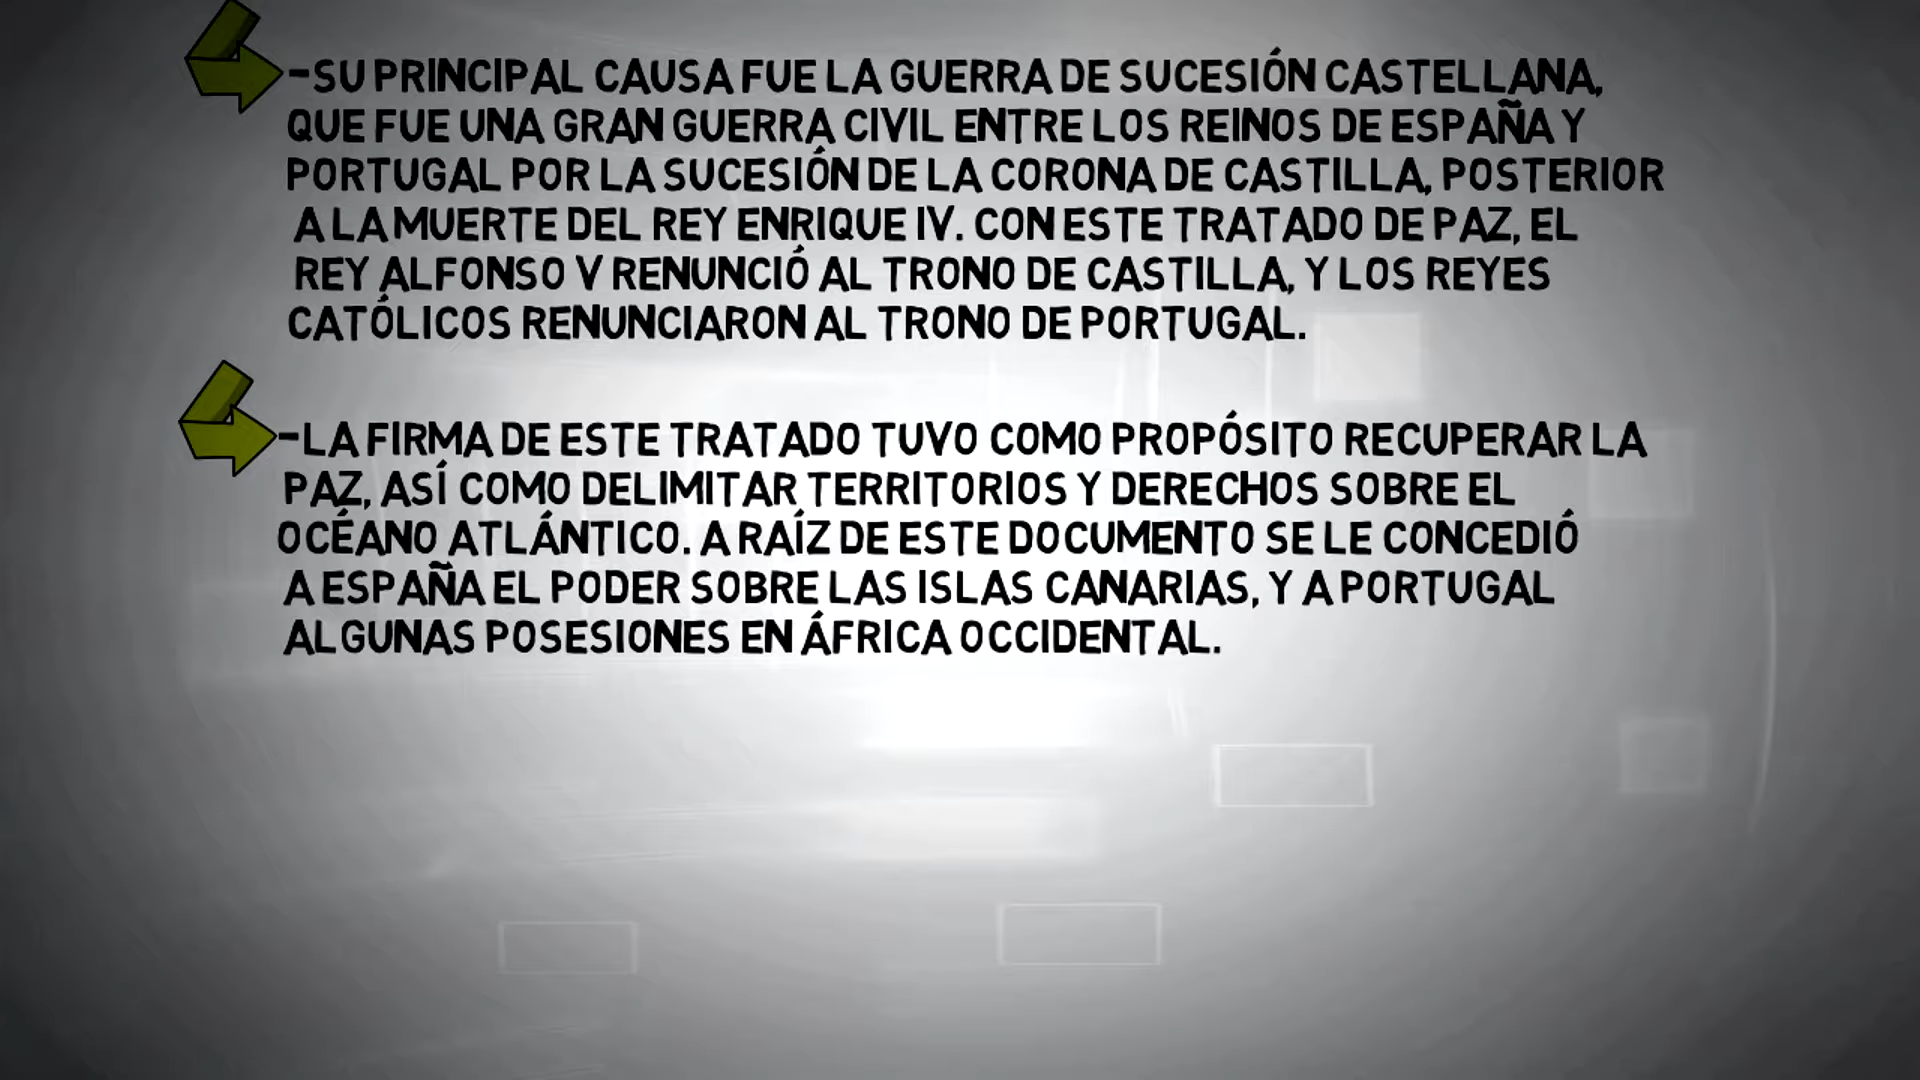 -SU PRINCIPAL CAUSA FUE LA GUERRA DE SUCESIÓN CASTELLANA,
QUE FUE UNA GRAN GUERRA CIVIL ENTRE LOS REINOS DE ESPAÑA Y
PORTUGAL POR LA SUCESIÓN DE LA CORONA DE CASTILLA, POSTERIOR
A LA MUERTE DEL REY ENRIQUE IV. CON ESTE TRATADO DE PAZ, EL
REY ALFONSO V RENUNCIÓ AL TRONO DE CASTILLA, Y LOS REYES
CATÓLICOS RENUNCIARON AL TRONO DE PORTUGAL.
-LA FIRMA DE ESTE TRATADO TUVO COMO PROPÓSITO RECUPERAR LA
PAZ, ASÍ COMO DELIMITAR TERRITORIOS Y DERECHOS SOBRE EL
OCÉANO ATLÁNTICO. A RAÍZ DE ESTE DOCUMENTO SE LE CONCEDIÓ
A ESPAÑA EL PODER SOBRE LAS ISLAS CANARIAS, Y A PORTUGAL
ALGUNAS POSESIONES EN ÁFRICA OCCIDENTAL.